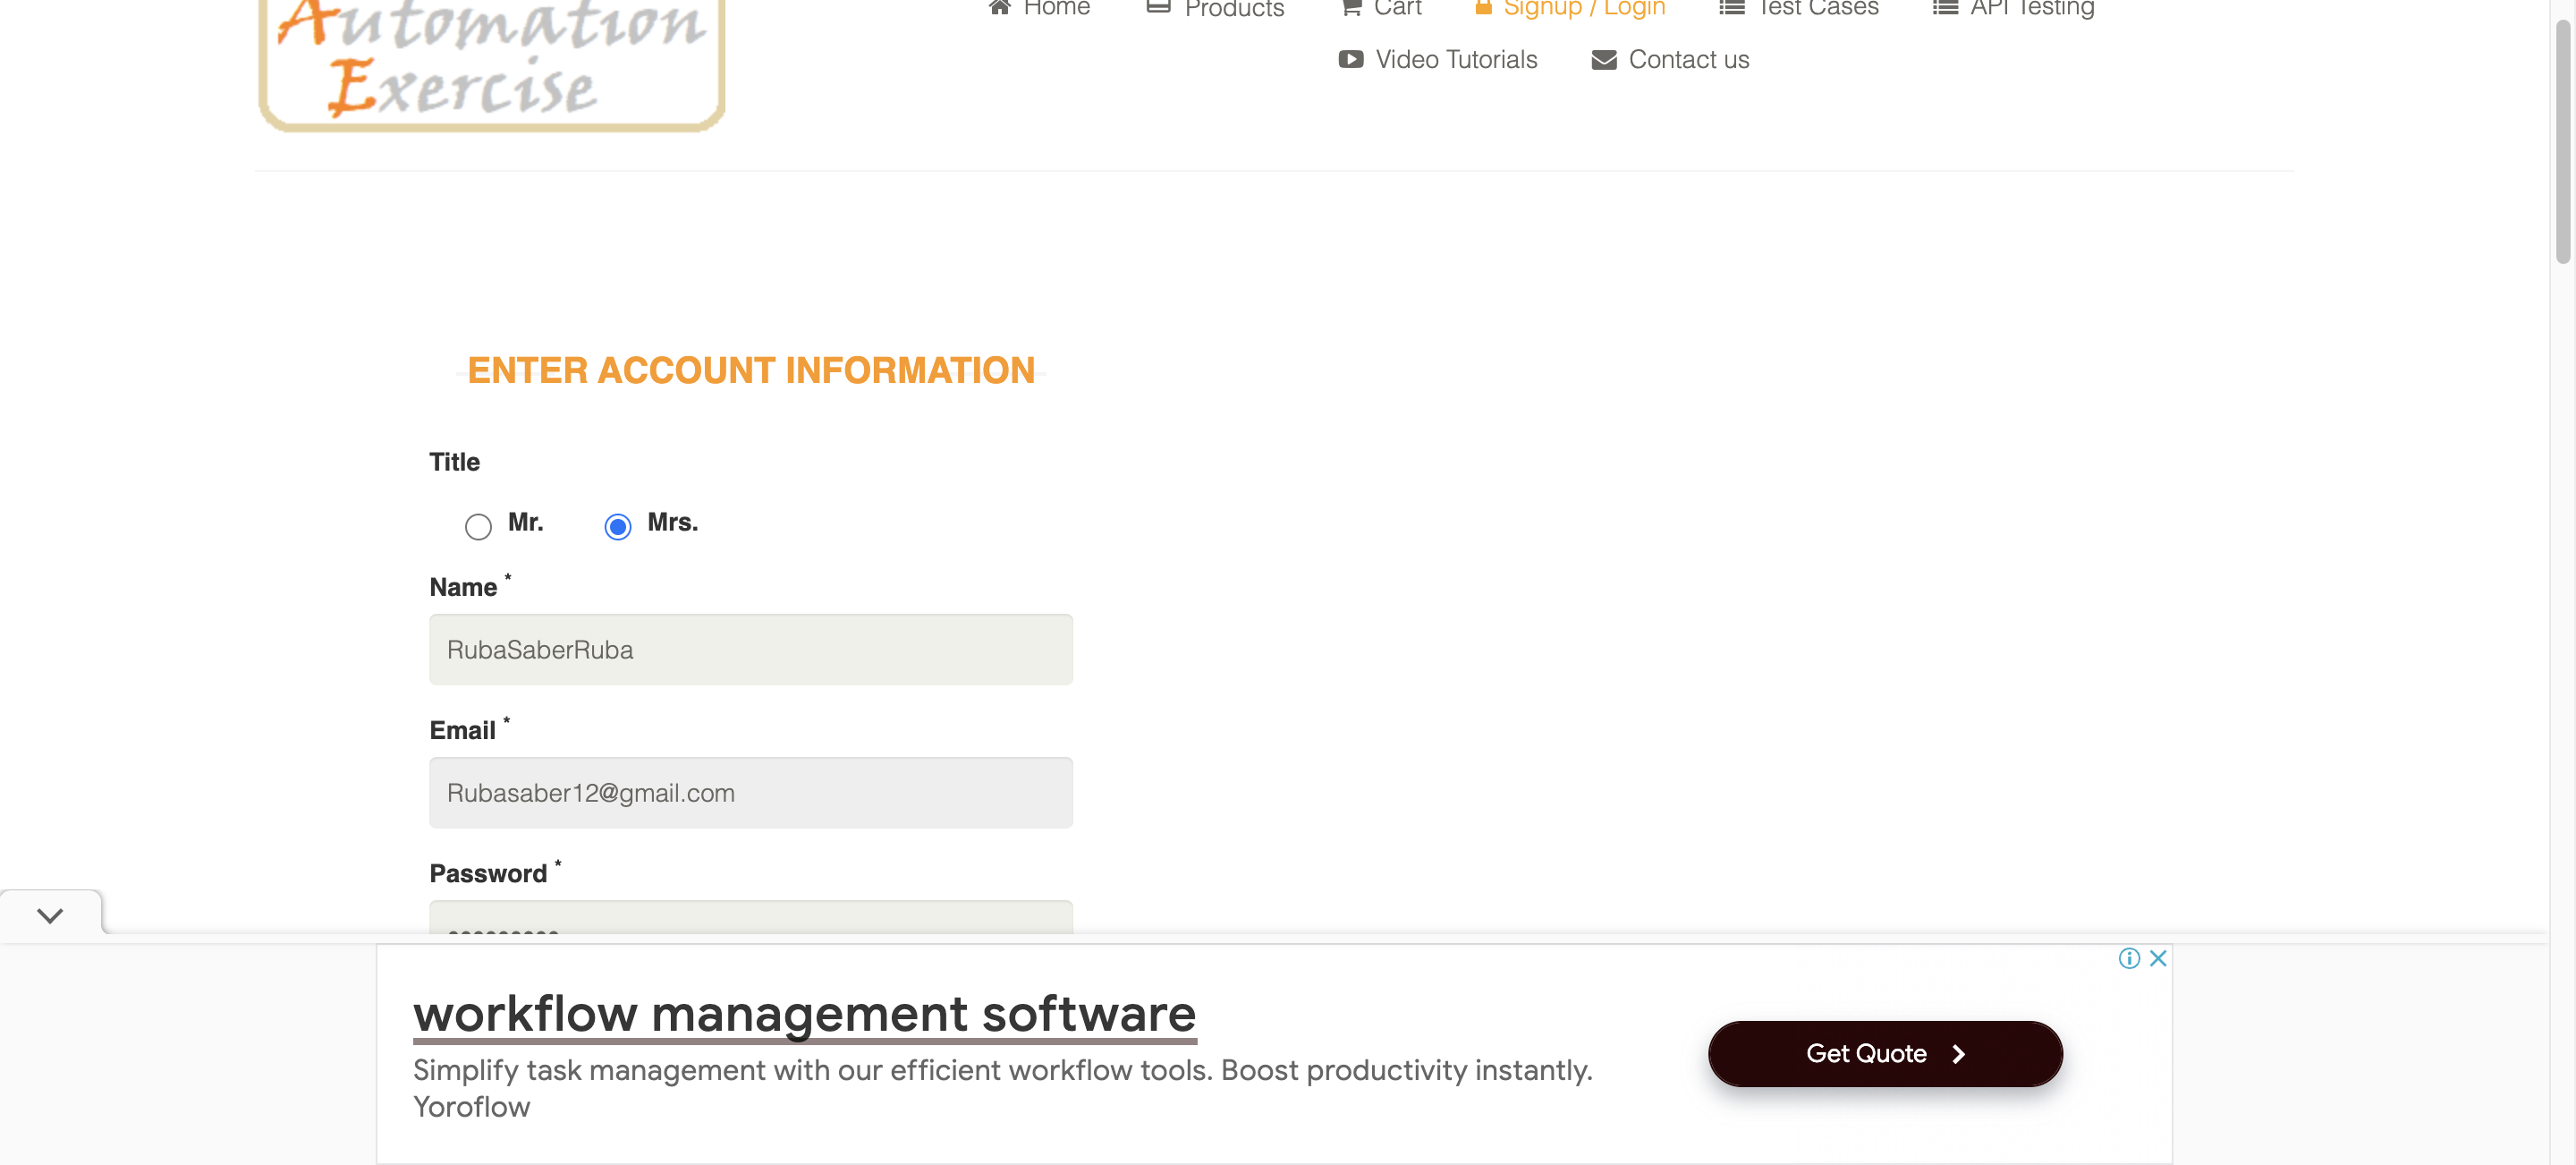 Automation
Exercise
Home Products Cart Signup / Login Test Cases API Testing
Video Tutorials Contact us
ENTER ACCOUNT INFORMATION
Title
Mr. Mrs.
Name *
RubaSaberRuba
Email *
Rubasaber12@gmail.com
Password *
workflow management software
Simplify task management with our efficient workflow tools. Boost productivity instantly.
Yoroflow
Get Quote